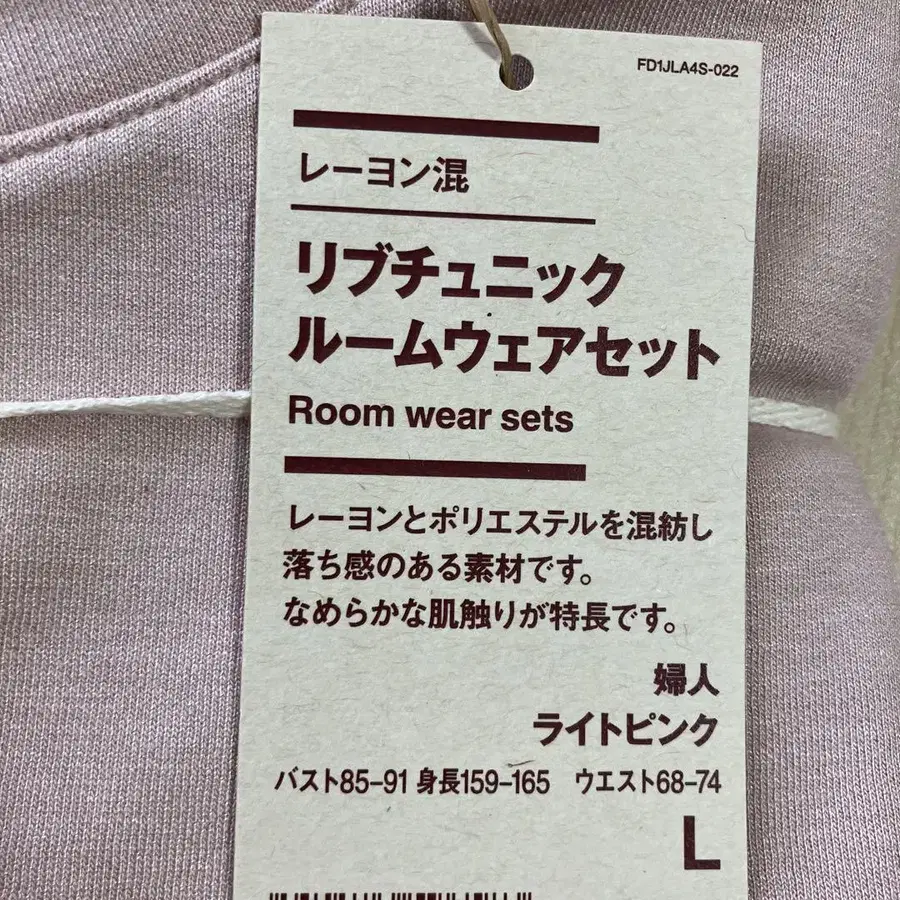 FD1JLA4S-022
レーヨン混
リブチュニック
ルームウェアセット
Room wear sets
レーヨンとポリエステルを混紡し
落ち感のある素材です。
なめらかな肌触りが特長です。
婦人
ライトピンク
バスト85-91 身長159-165 ウエスト68-74
L